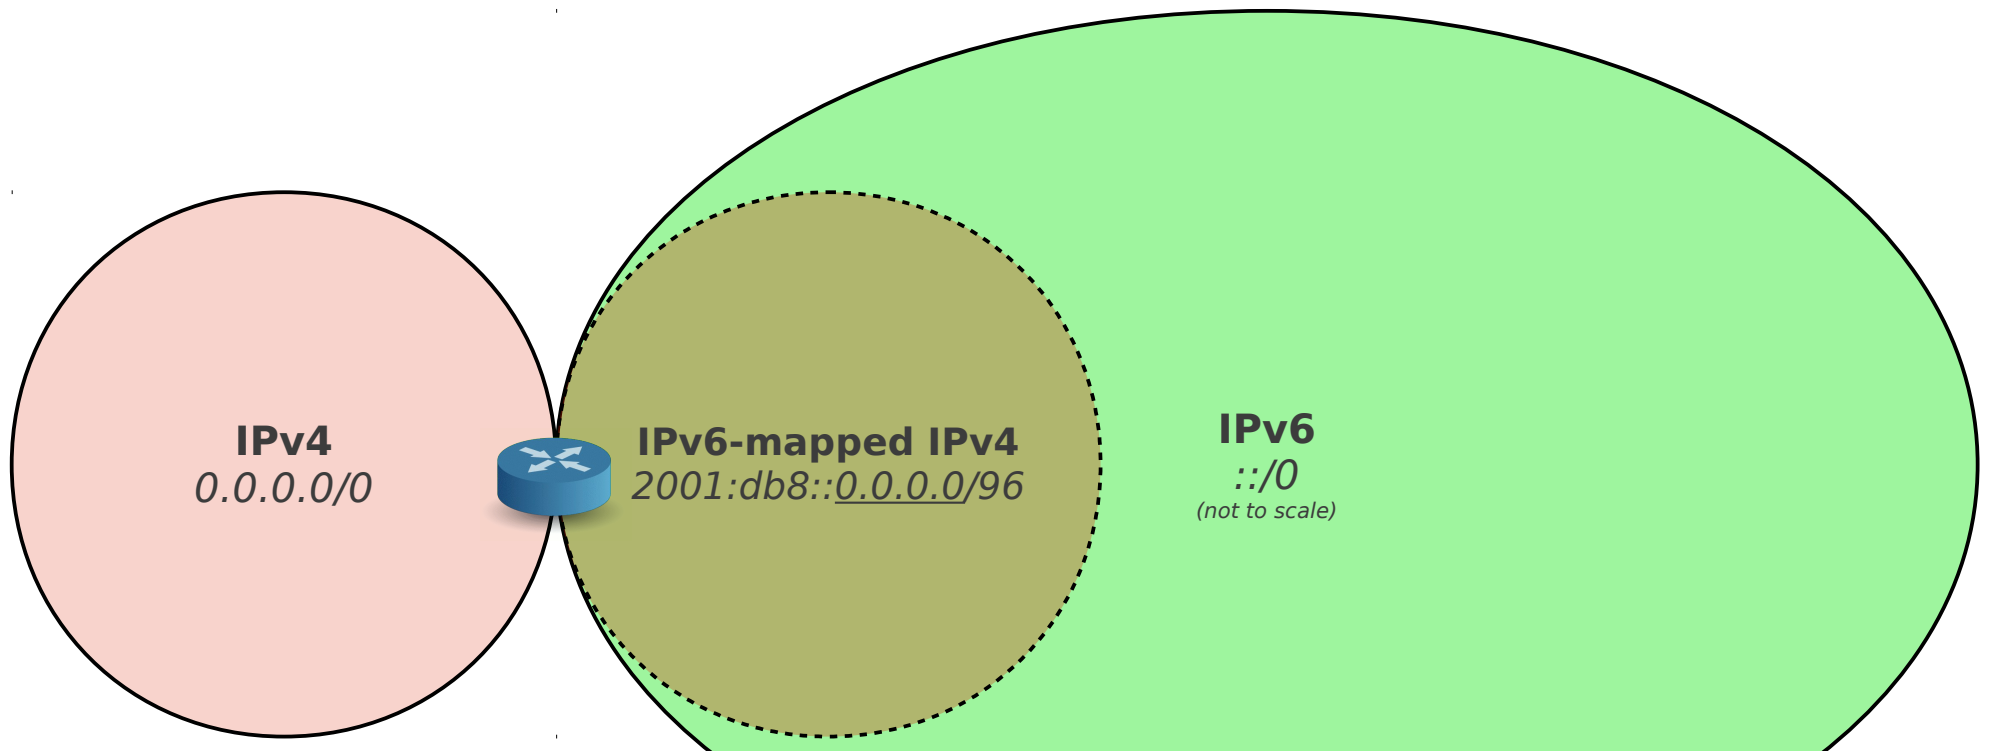 IPv4
0.0.0.0/0
IPv6-mapped IPv4
2001:db8::0.0.0.0/96
IPv6
::/0
(not to scale)